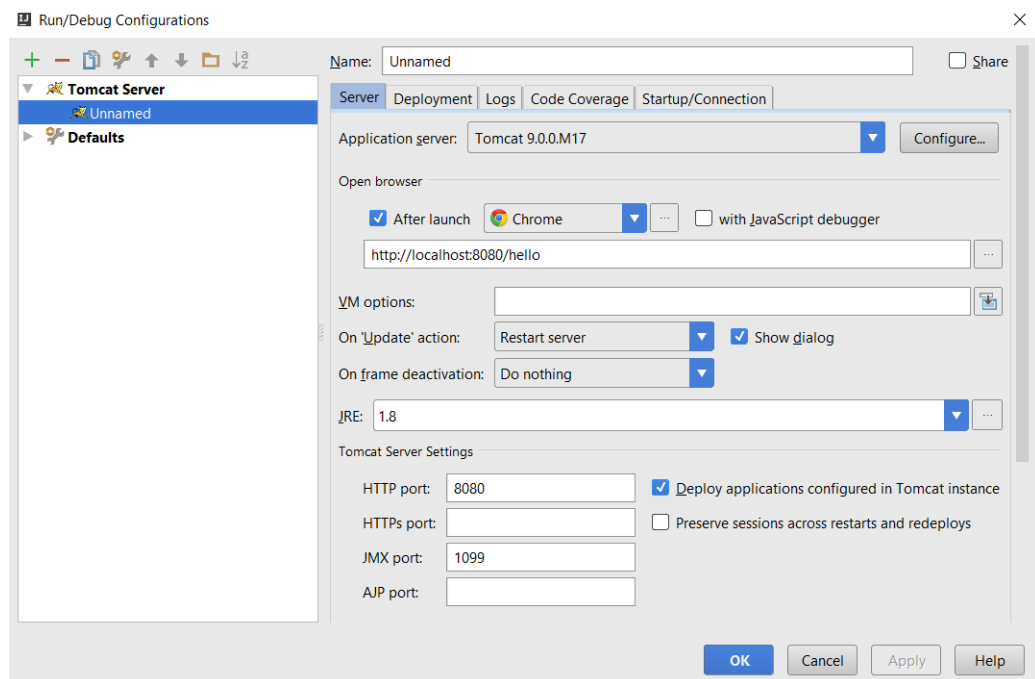 Run/Debug Configurations
Name: Unnamed Share
Tomcat Server
Unnamed
Defaults
Server Deployment Logs Code Coverage Startup/Connection
Application server: Tomcat 9.0.0.M17 Configure...
Open browser
After launch Chrome ... with JavaScript debugger
http://localhost:8080/hello ...
VM options:
On 'Update' action: Restart server Show dialog
On frame deactivation: Do nothing
JRE: 1.8 ...
Tomcat Server Settings
HTTP port: 8080 Deploy applications configured in Tomcat instance
HTTPs port: Preserve sessions across restarts and redeploys
JMX port: 1099
AJP port:
OK Cancel Apply Help